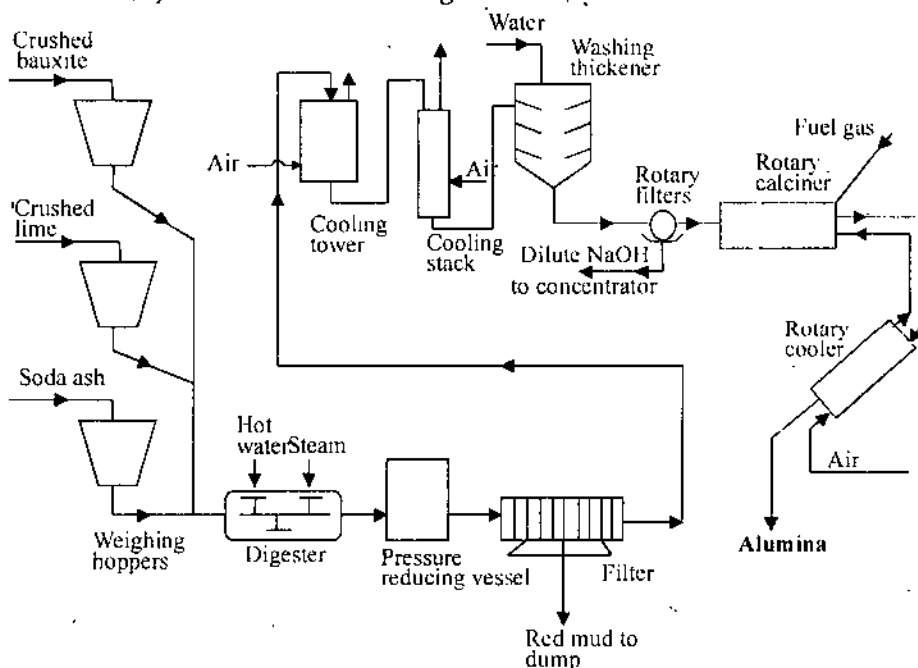 Crushed
bauxite
Water
Washing
thickener
Fuel gas
Air
Air
Rotary
calciner
Rotary
filters
Crushed
lime
Cooling
tower
Cooling
stack
Dilute NaOH
to concentrator
Rotary
cooler
Soda ash
Hot
water
Steam
Air
Weighing
hoppers
Digester
Pressure
reducing vessel
Filter
Alumina
Red mud to
dump